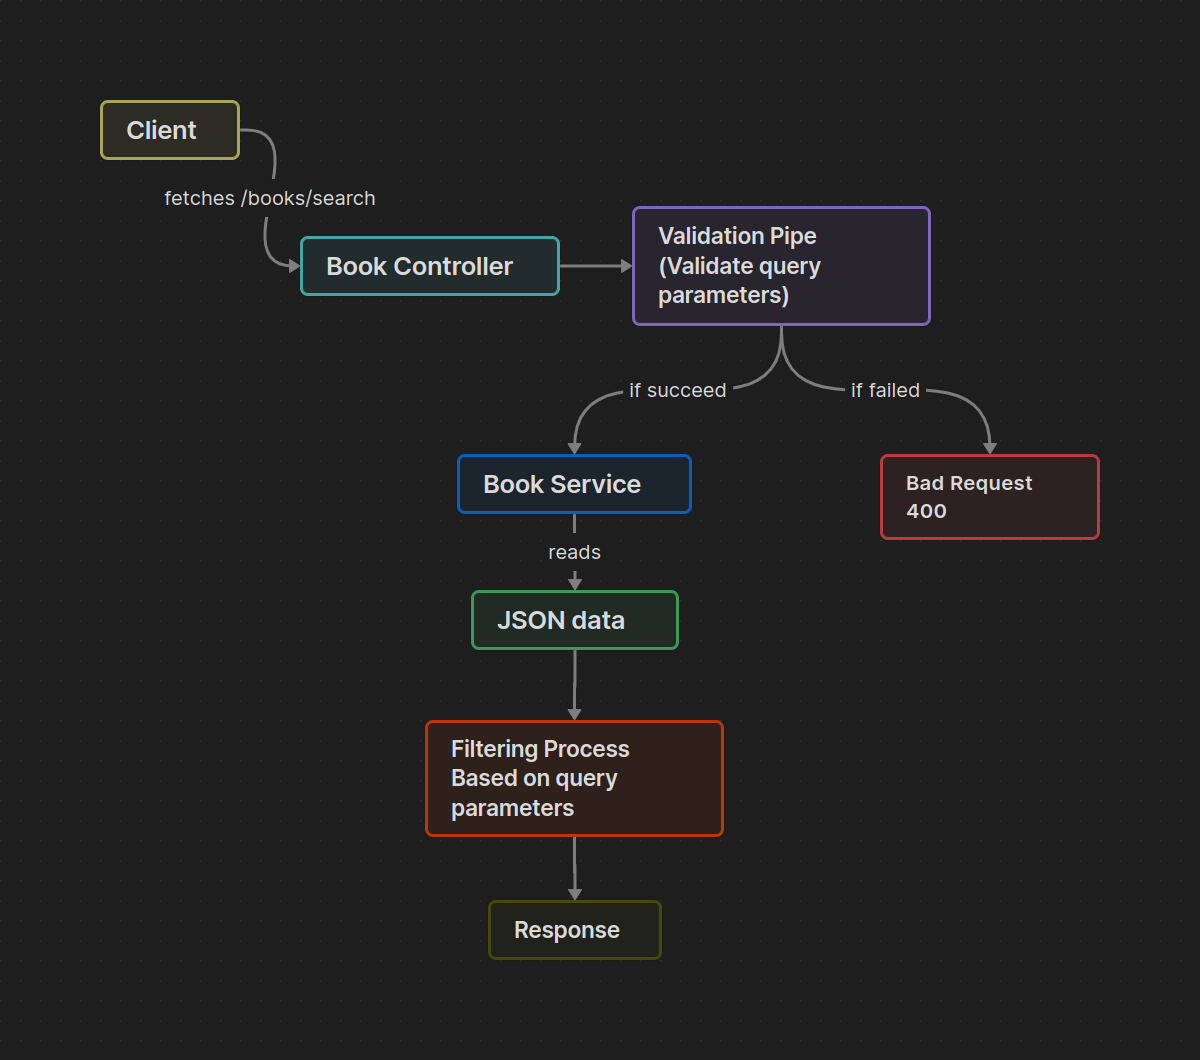 Client
fetches /books/search
Book Controller
Validation Pipe
(Validate query
parameters)
if succeed
if failed
Book Service
Bad Request
400
reads
JSON data
Filtering Process
Based on query
parameters
Response